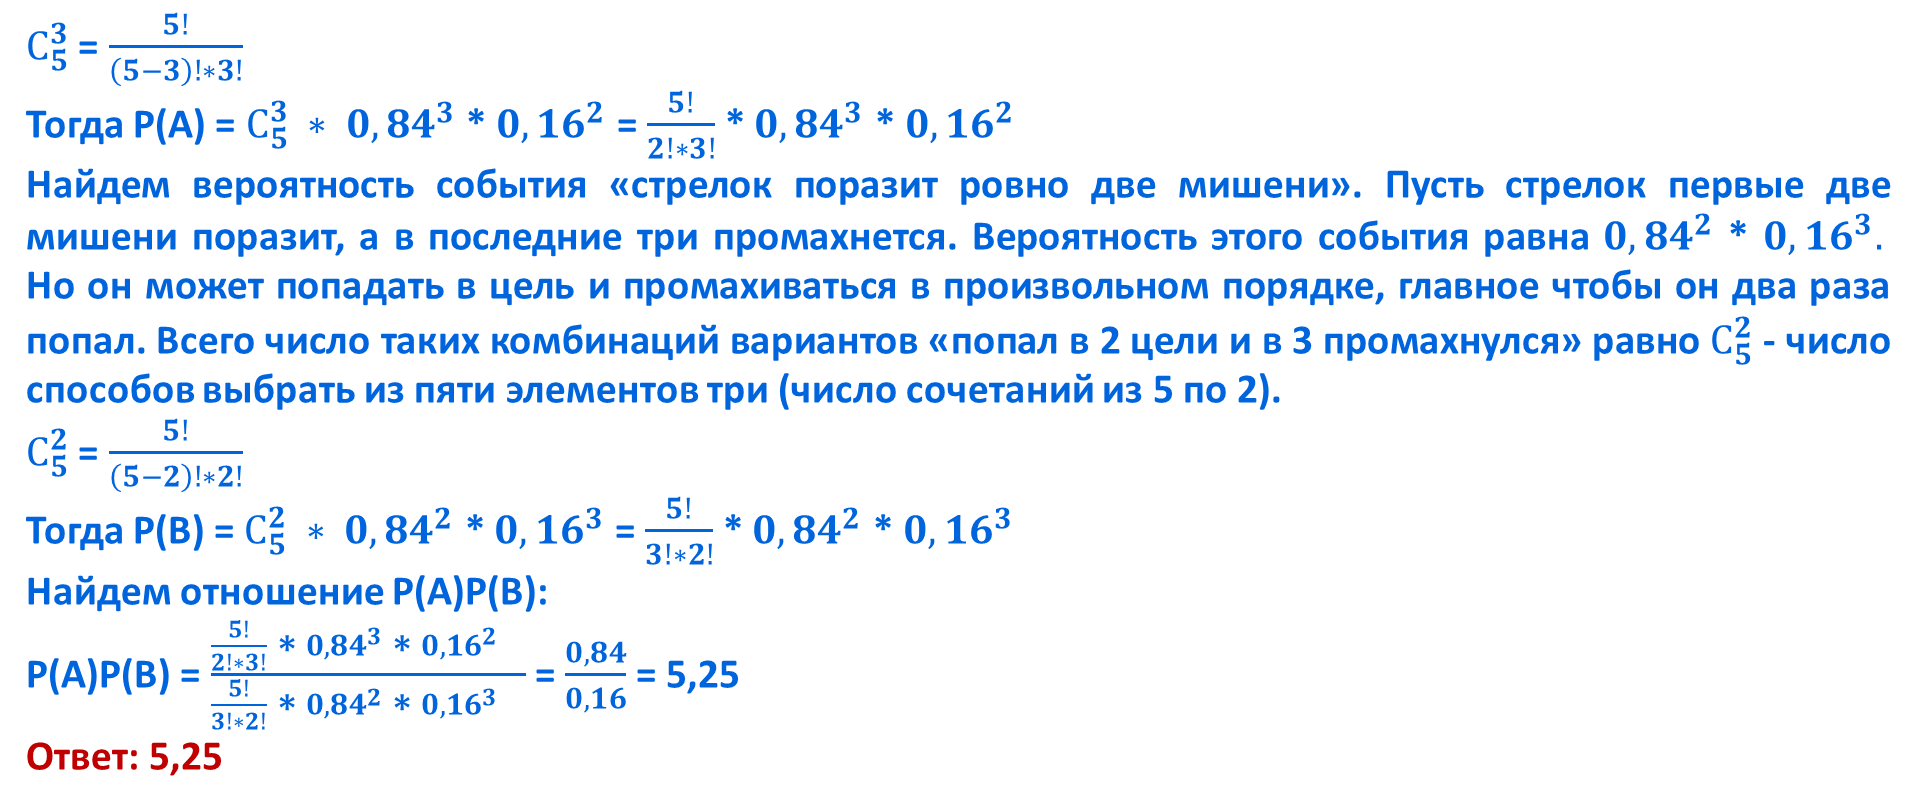 C₅³ = 5!/((5−3)!∗3!)
Тогда P(A) = C₅³ ∗ 0,84³ * 0,16² = 5!/(2!∗3!) * 0,84³ * 0,16²
Найдем вероятность события «стрелок поразит ровно две мишени». Пусть стрелок первые две
мишени поразит, а в последние три промахнется. Вероятность этого события равна 0,84² * 0,16³.
Но он может попадать в цель и промахиваться в произвольном порядке, главное чтобы он два раза
попал. Всего число таких комбинаций вариантов «попал в 2 цели и в 3 промахнулся» равно C₅² - число
способов выбрать из пяти элементов три (число сочетаний из 5 по 2).
C₅² = 5!/((5−2)!∗2!)
Тогда P(B) = C₅² ∗ 0,84² * 0,16³ = 5!/(3!∗2!) * 0,84² * 0,16³
Найдем отношение P(A)P(B):
P(A)P(B) = (5!/(2!∗3!) ∗ 0,84³ ∗ 0,16²)/(5!/(3!∗2!) ∗ 0,84² ∗ 0,16³) = 0,84/0,16 = 5,25
Ответ: 5,25